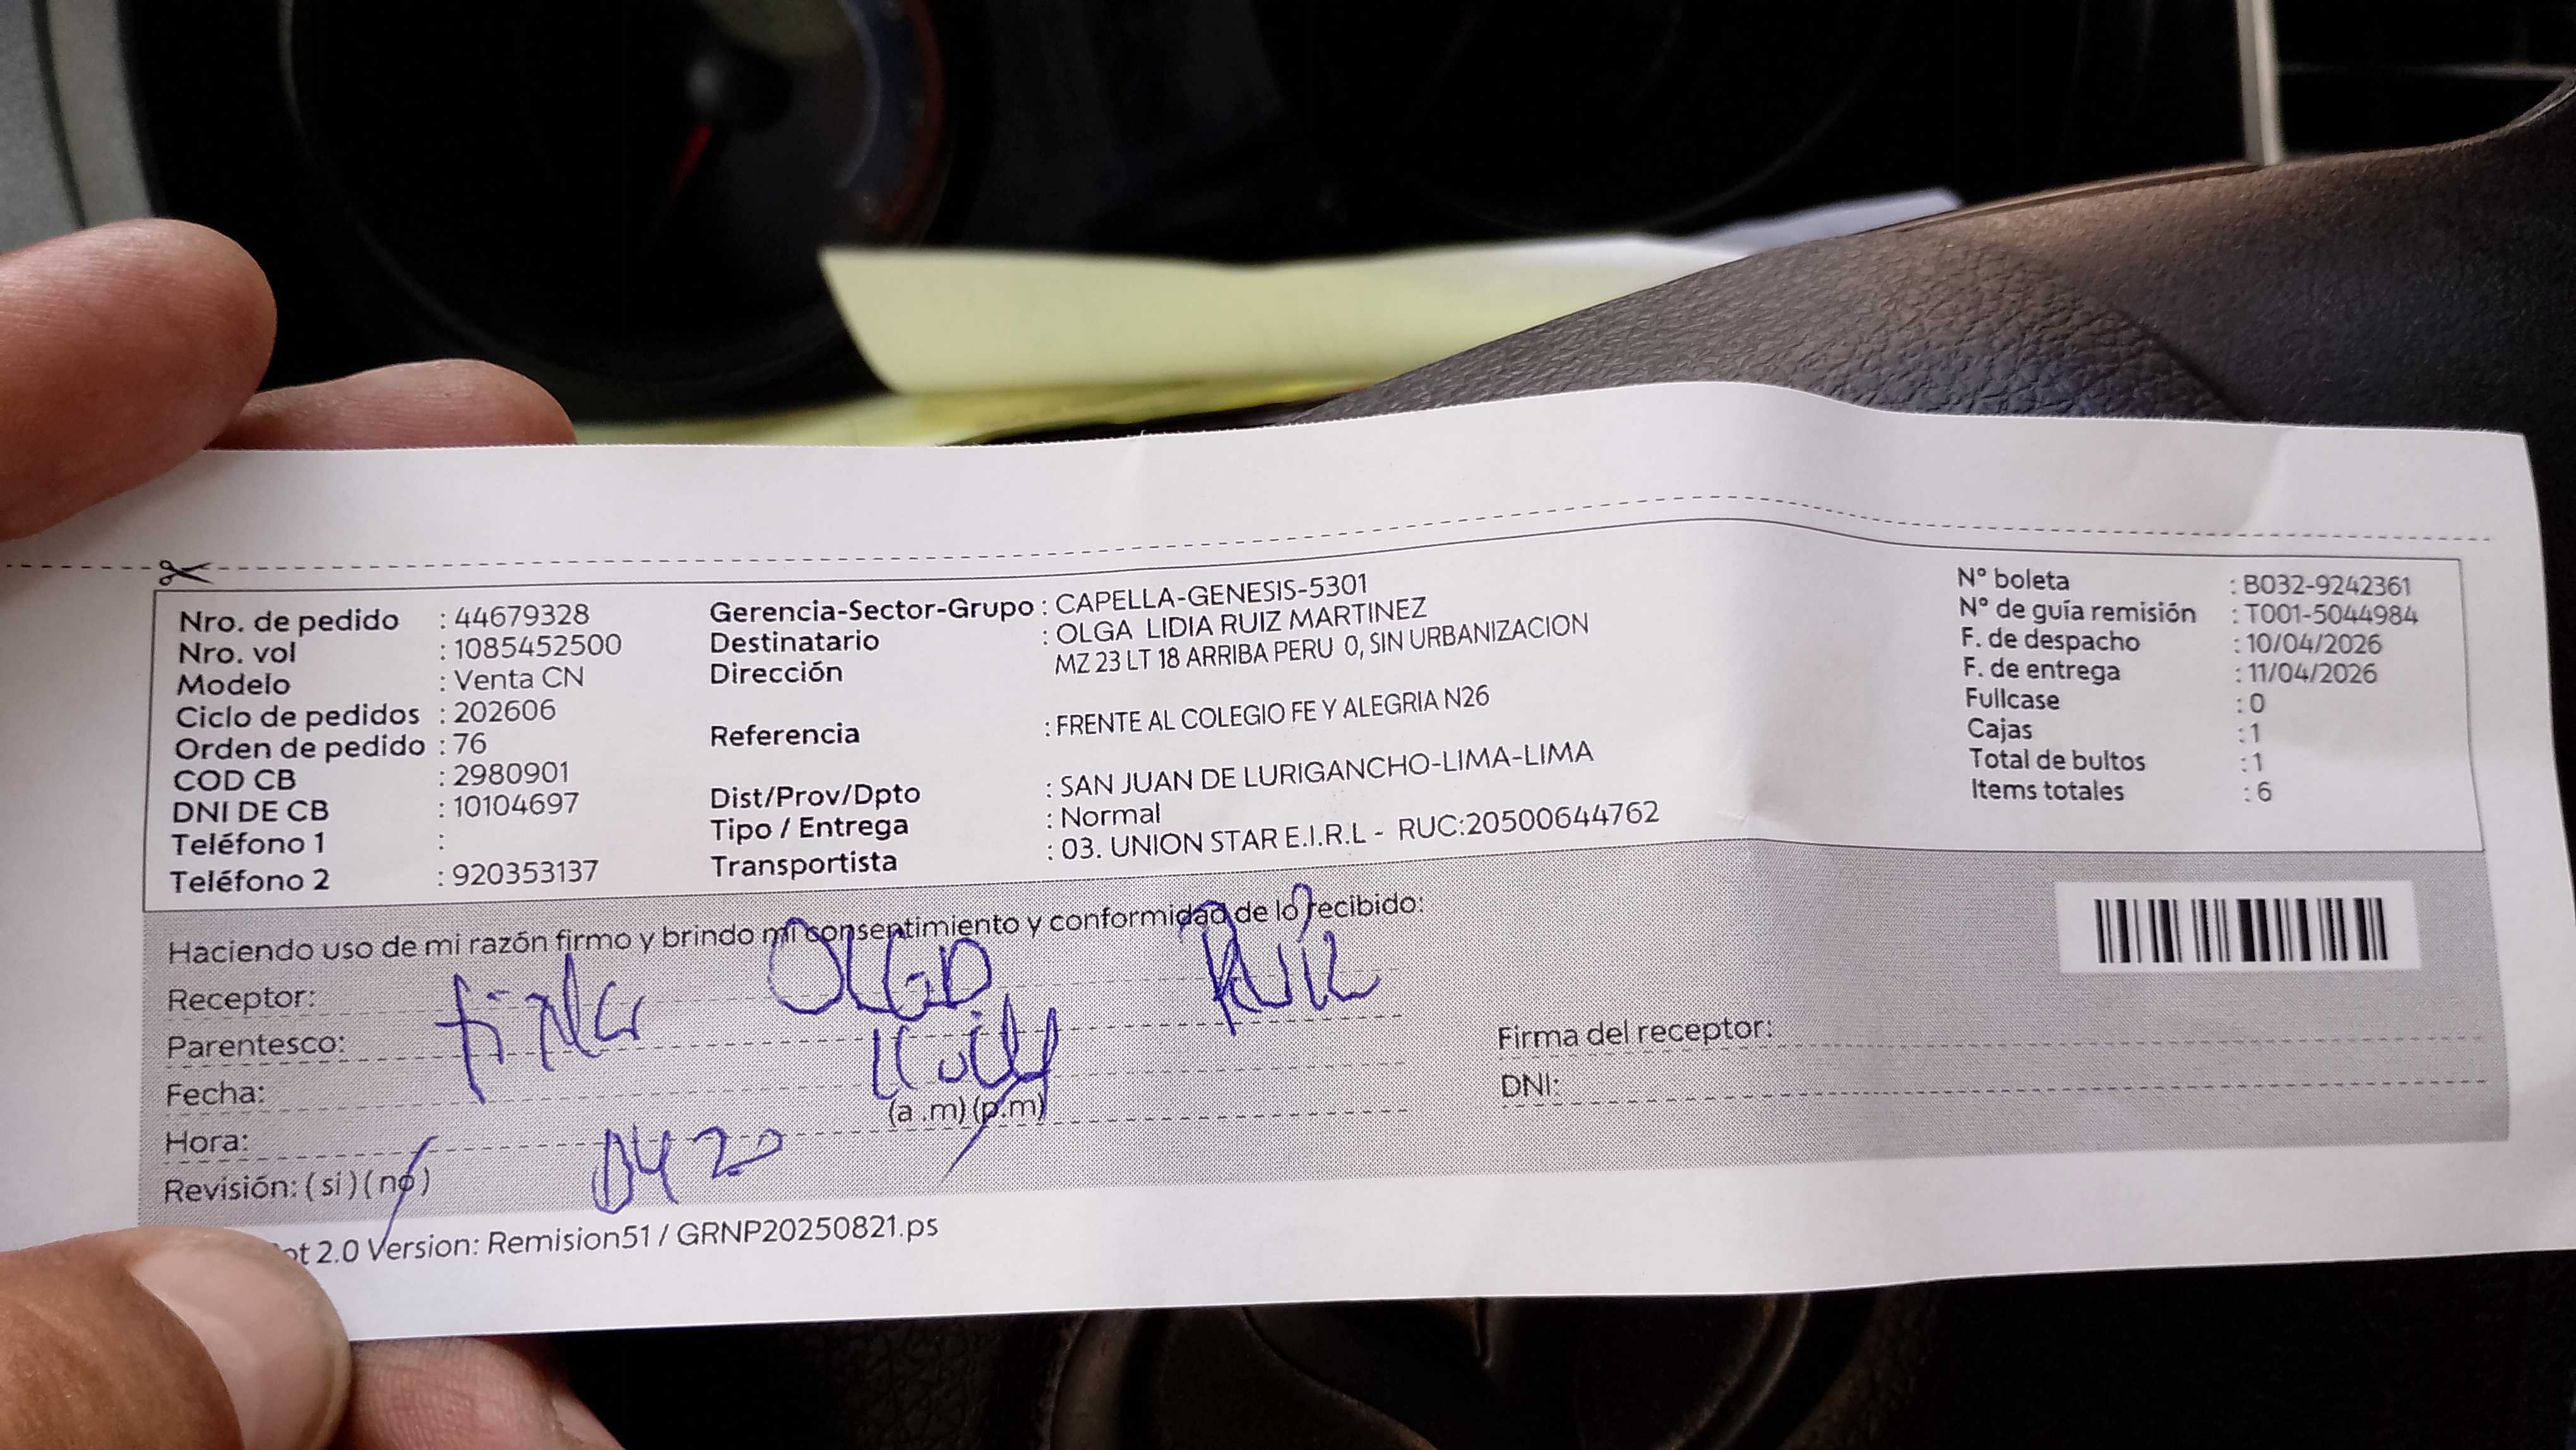 Nro. de pedido : 44679328
Nro. vol : 1085452500
Modelo : Venta CN
Ciclo de pedidos : 202606
Orden de pedido : 76
COD CB : 2980901
DNI DE CB : 10104697
Teléfono 1 :
Teléfono 2 : 920353137
Gerencia-Sector-Grupo : CAPELLA-GENESIS-5301
Destinatario : OLGA LIDIA RUIZ MARTINEZ
Dirección MZ 23 LT 18 ARRIBA PERU 0, SIN URBANIZACION
Referencia : FRENTE AL COLEGIO FE Y ALEGRIA N26
Dist/Prov/Dpto : SAN JUAN DE LURIGANCHO-LIMA-LIMA
Tipo / Entrega : Normal
Transportista : 03. UNION STAR E.I.R.L - RUC:20500644762
N° boleta : B032-9242361
N° de guía remisión : T001-5044984
F. de despacho : 10/04/2026
F. de entrega : 11/04/2026
Fullcase : 0
Cajas : 1
Total de bultos : 1
Items totales : 6
Haciendo uso de mi razón firmo y brindo mi consentimiento y conformidad de lo recibido:
Receptor: OLGA RUIZ
Parentesco:
Fecha:
Hora: 0420 (a .m) (p.m)
Revisión: ( si ) ( no )
Firma del receptor:
DNI:
2.0 Version: Remision51 / GRNP20250821.ps